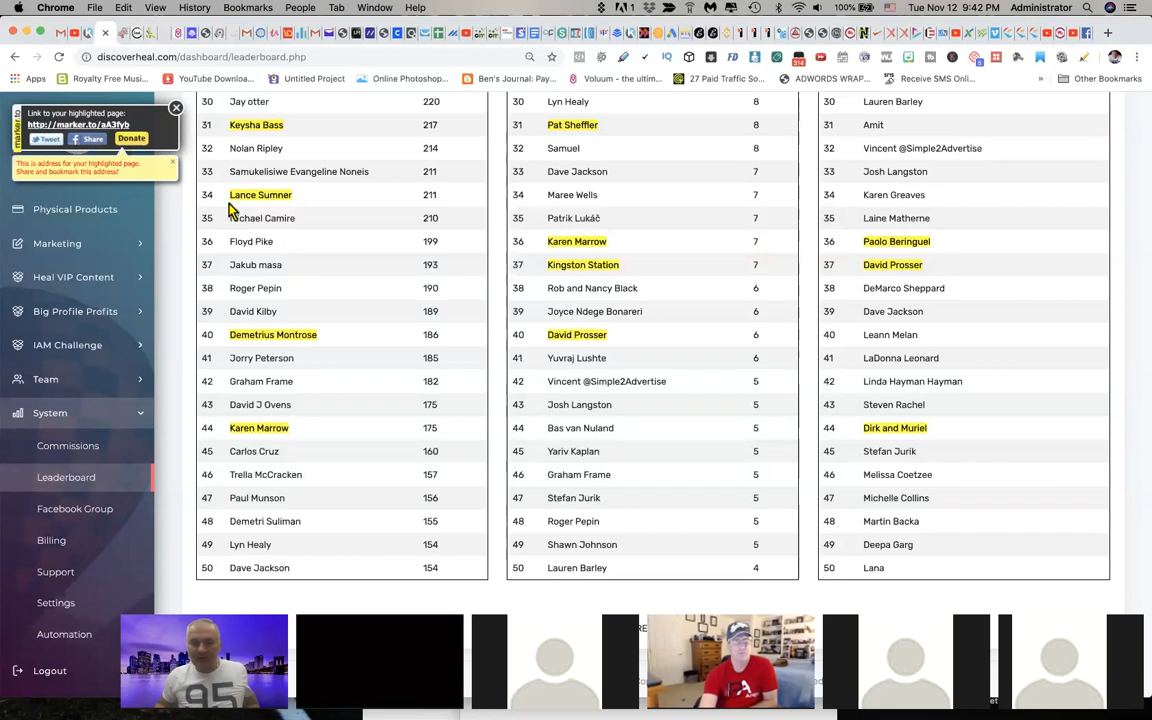 Chrome File Edit View History Bookmarks People Tab Window Help
1 100% Tue Nov 12 9:42 PM Administrator
discoverheal.com/dashboard/leaderboard.php
Apps Royalty Free Musi... YouTube Downloa... Untitled Project Online Photoshop... Ben's Journal: Pay... Voluum - the ultim... 27 Paid Traffic So... ADWORDS WRAP... Receive SMS Onli... » Other Bookmarks
marker.to
Link to your highlighted page:
http://marker.to/aA3fyb
Tweet Share Donate
This is address for your highlighted page.
Share and bookmark this address!
Physical Products
Marketing
Heal VIP Content
Big Profile Profits
IAM Challenge
Team
System
Commissions
Leaderboard
Facebook Group
Billing
Support
Settings
Automation
Logout
30 Jay otter 220
31 Keysha Bass 217
32 Nolan Ripley 214
33 Samukelisiwe Evangeline Noneis 211
34 Lance Sumner 211
35 Michael Camire 210
36 Floyd Pike 199
37 Jakub masa 193
38 Roger Pepin 190
39 David Kilby 189
40 Demetrius Montrose 186
41 Jorry Peterson 185
42 Graham Frame 182
43 David J Ovens 175
44 Karen Marrow 175
45 Carlos Cruz 160
46 Trella McCracken 157
47 Paul Munson 156
48 Demetri Suliman 155
49 Lyn Healy 154
50 Dave Jackson 154
30 Lyn Healy 8
31 Pat Sheffler 8
32 Samuel 8
33 Dave Jackson 7
34 Maree Wells 7
35 Patrik Lukáč 7
36 Karen Marrow 7
37 Kingston Station 7
38 Rob and Nancy Black 6
39 Joyce Ndege Bonareri 6
40 David Prosser 6
41 Yuvraj Lushte 6
42 Vincent @Simple2Advertise 5
43 Josh Langston 5
44 Bas van Nuland 5
45 Yariv Kaplan 5
46 Graham Frame 5
47 Stefan Jurik 5
48 Roger Pepin 5
49 Shawn Johnson 5
50 Lauren Barley 4
30 Lauren Barley
31 Amit
32 Vincent @Simple2Advertise
33 Josh Langston
34 Karen Greaves
35 Laine Matherne
36 Paolo Beringuel
37 David Prosser
38 DeMarco Sheppard
39 Dave Jackson
40 Leann Melan
41 LaDonna Leonard
42 Linda Hayman Hayman
43 Steven Rachel
44 Dirk and Muriel
45 Stefan Jurik
46 Melissa Coetzee
47 Michelle Collins
48 Martin Backa
49 Deepa Garg
50 Lana
95